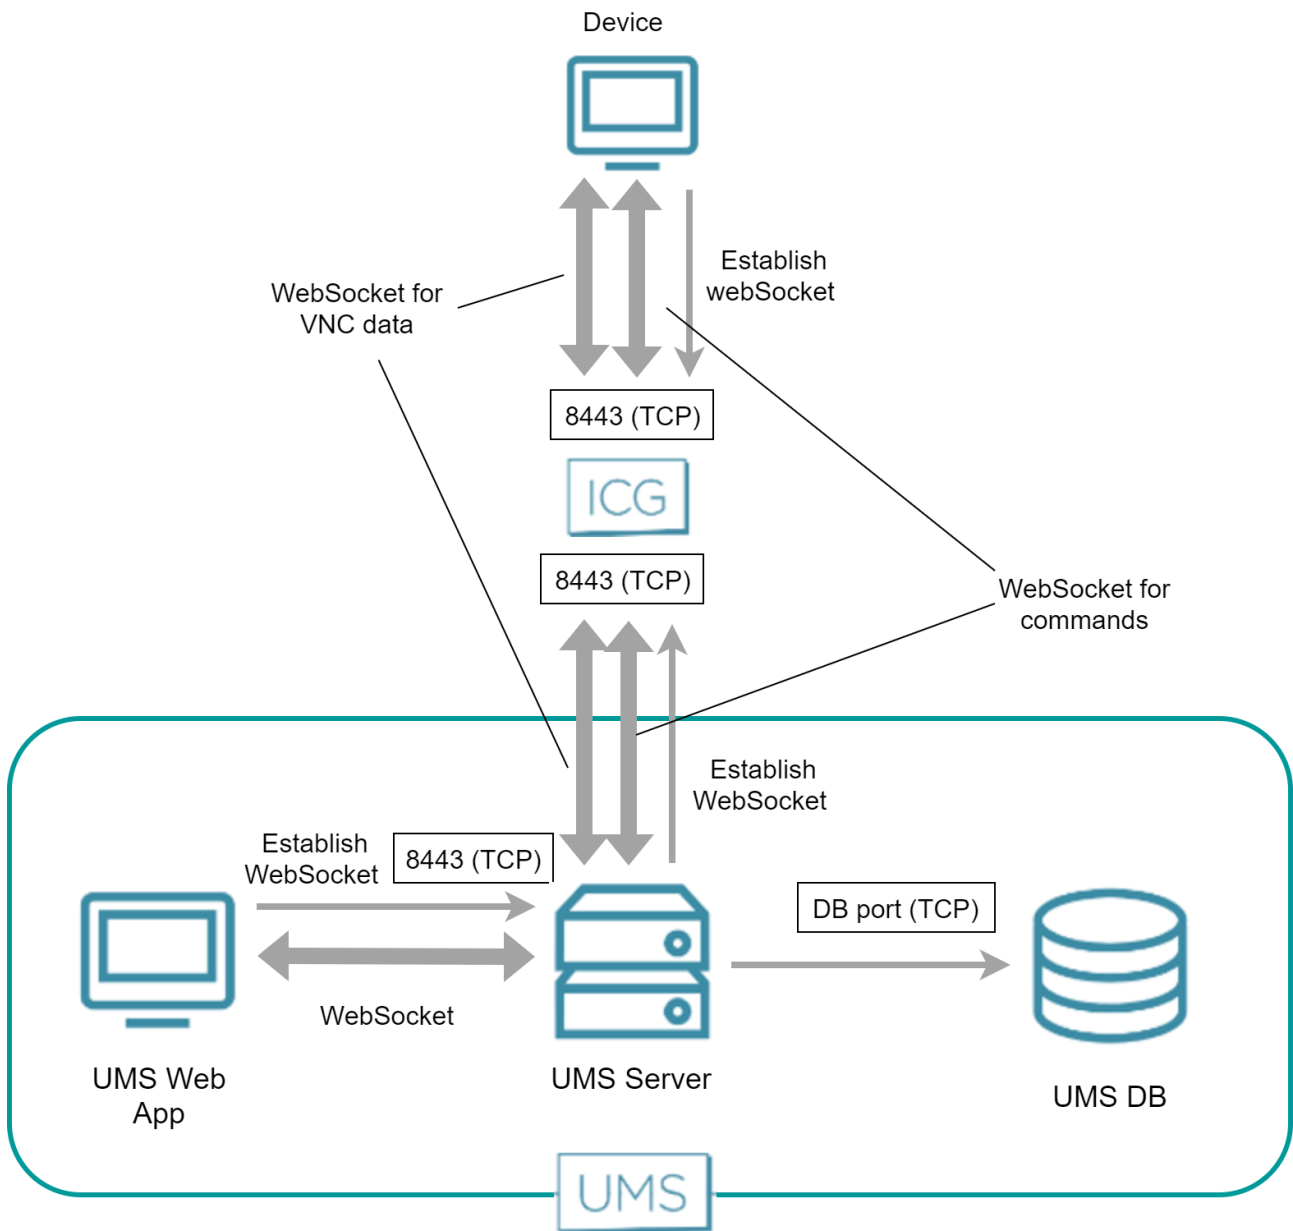 Device
Establish
webSocket
WebSocket for
VNC data
8443 (TCP)
ICG
8443 (TCP)
WebSocket for
commands
Establish
WebSocket
Establish
WebSocket
8443 (TCP)
DB port (TCP)
WebSocket
UMS Web
App
UMS Server
UMS DB
UMS